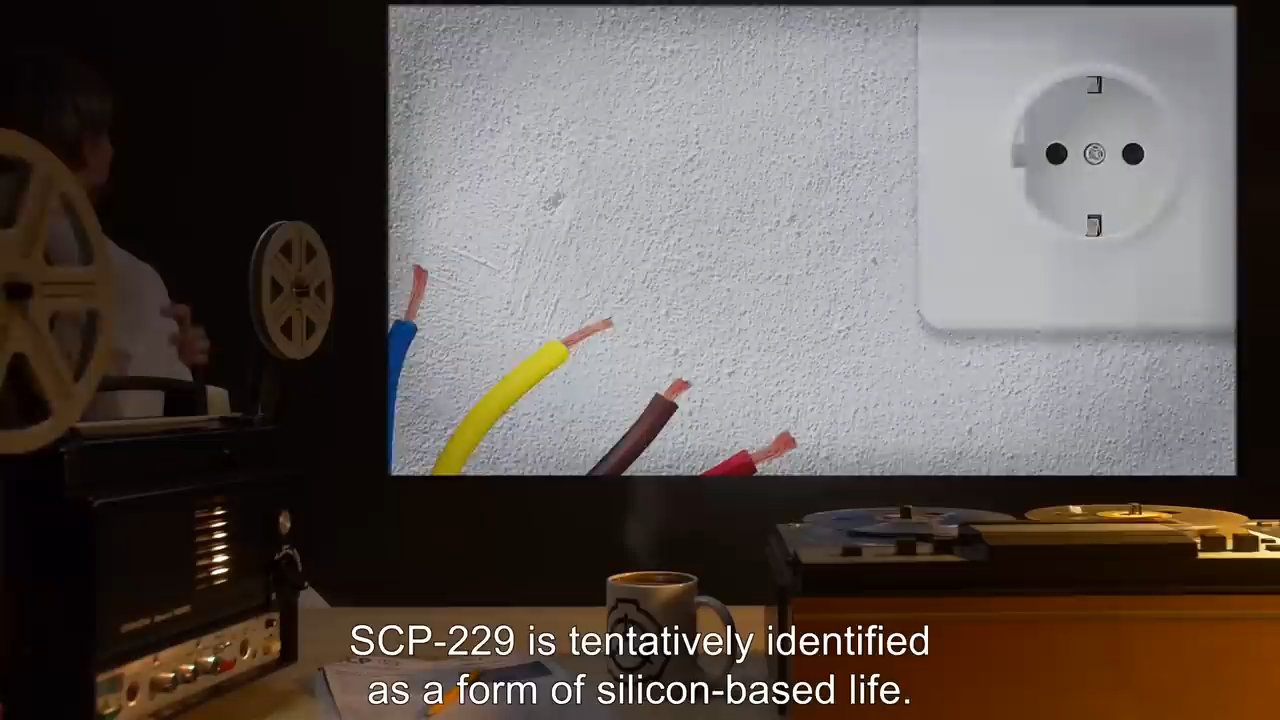 SCP-229 is tentatively identified
as a form of silicon-based life.